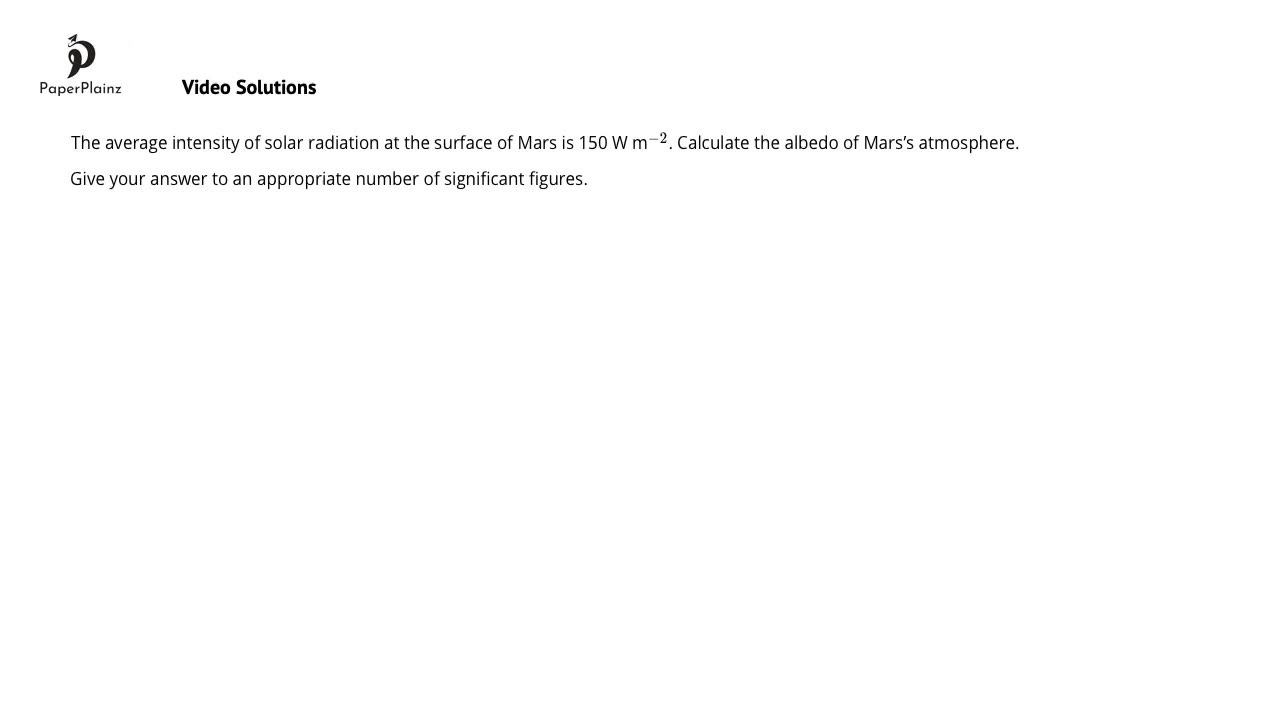 PaperPlainz
Video Solutions
The average intensity of solar radiation at the surface of Mars is 150 W m⁻². Calculate the albedo of Mars’s atmosphere.
Give your answer to an appropriate number of significant figures.